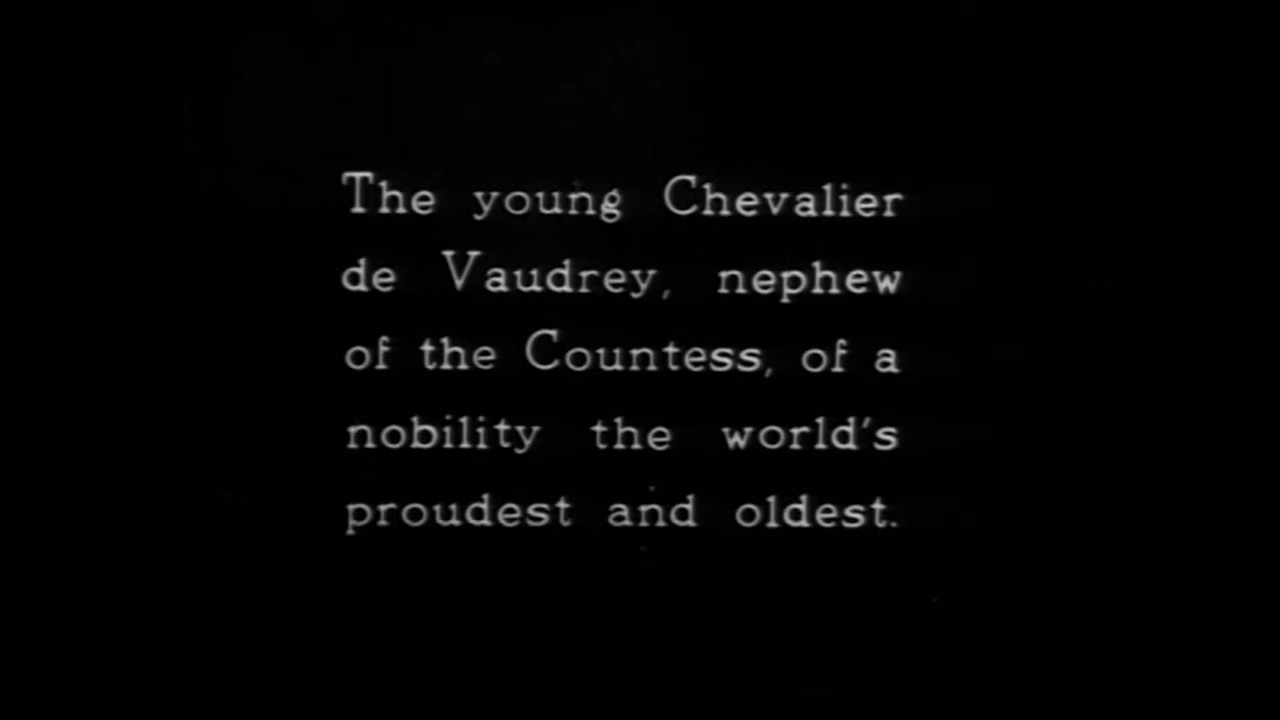 The young Chevalier
de Vaudrey, nephew
of the Countess, of a
nobility the world's
proudest and oldest.